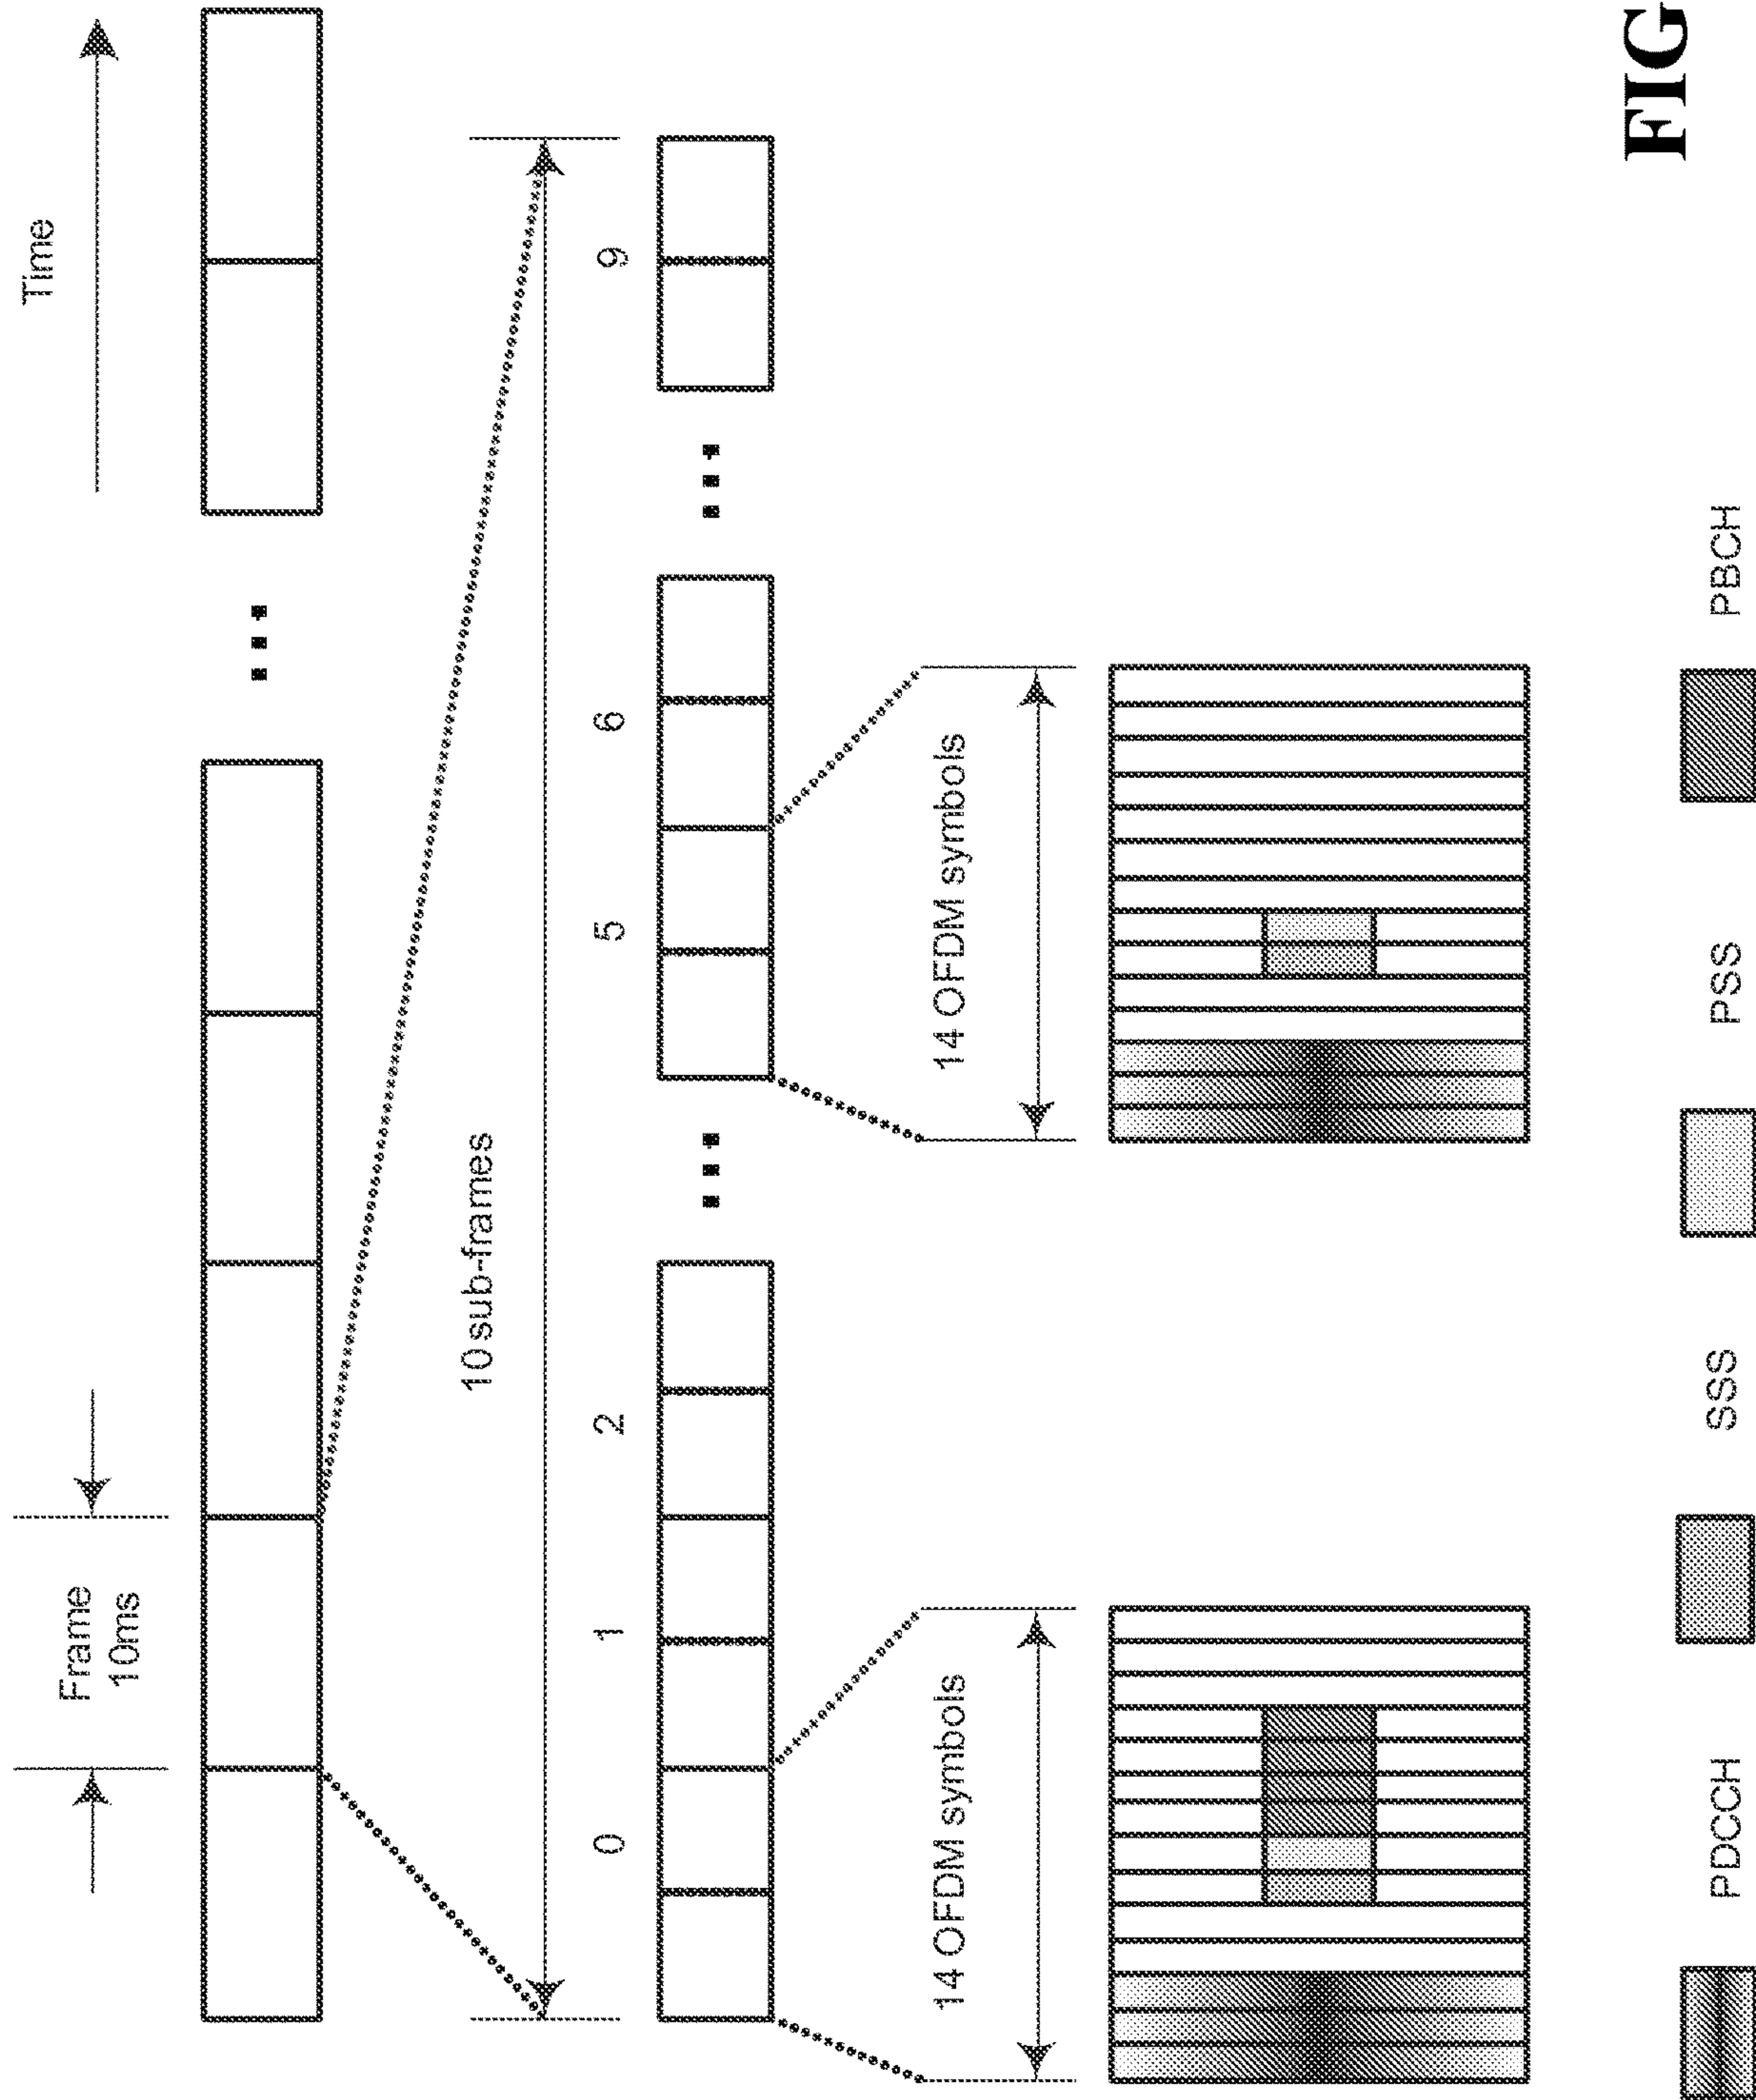 Time
Frame
10ms
10 sub-frames
0 1 2 5 6 9
14 OFDM symbols
14 OFDM symbols
PDCCH
SSS
PSS
PBCH
FIG